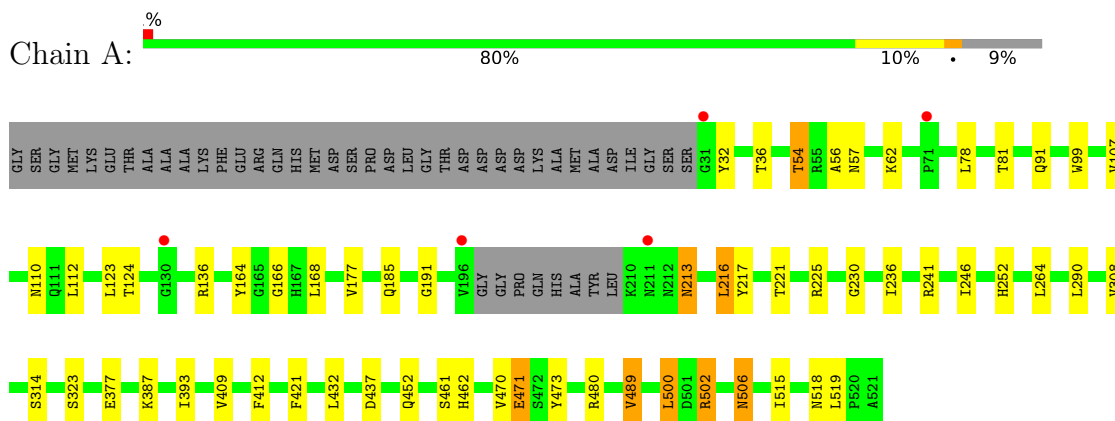 %
Chain A:
80% 10% • 9%
GLY SER GLY MET LYS GLU THR ALA ALA ALA LYS PHE GLU ARG GLN HIS MET ASP SER PRO ASP LEU GLY THR ASP ASP ASP ASP LYS ALA MET ALA ASP ILE GLY SER SER G31 Y32 T36 T54 R55 A56 N57 K62 P71 L78 T81 Q91 W99 V107
N110 Q111 L112 L123 T124 G130 R136 Y164 G165 G166 H167 L168 V177 Q185 G191 V196 GLY GLY PRO GLN HIS ALA TYR LEU K210 N211 N212 N213 L216 Y217 T221 R225 G230 I236 R241 I246 H252 L264 L290 V308
S314 S323 E377 K387 I393 V409 F412 F421 L432 D437 Q452 S461 H462 V470 E471 S472 Y473 R480 V489 L500 D501 R502 N506 I515 N518 L519 P520 A521